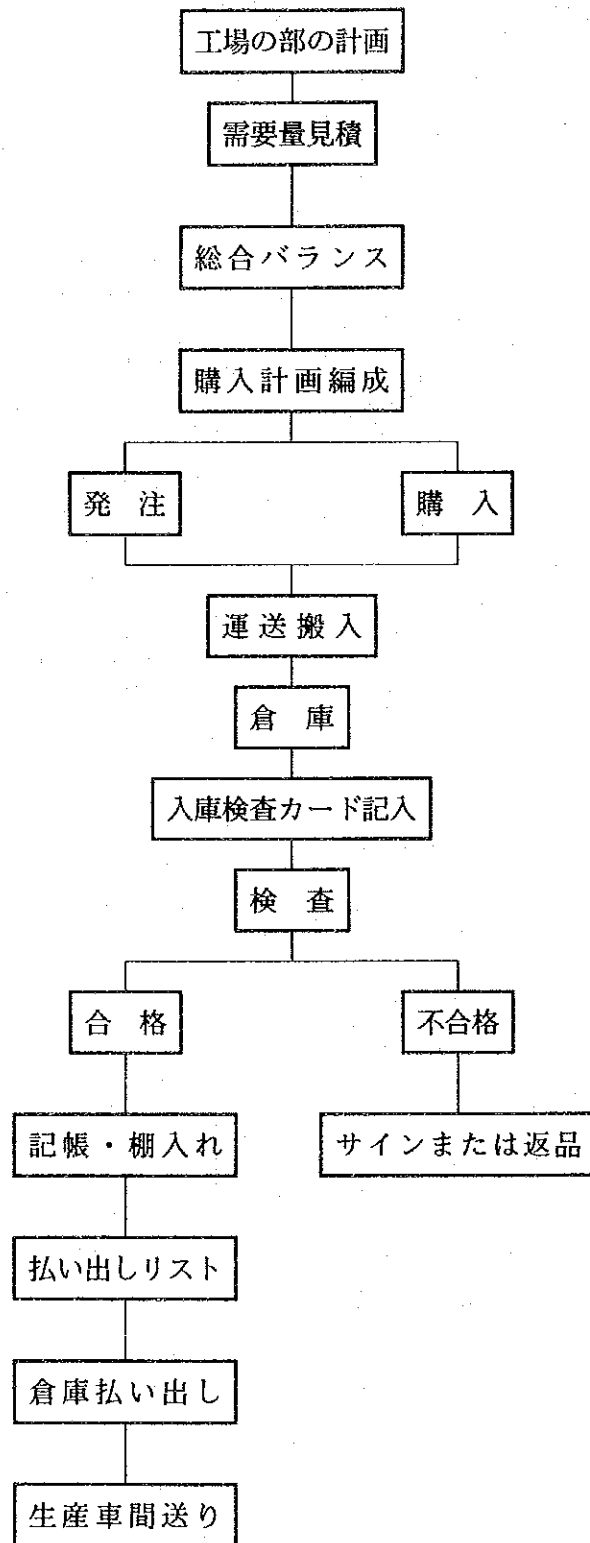 工場の部の計画
需要量見積
総合バランス
購入計画編成
発注
購入
運送搬入
倉庫
入庫検査カード記入
検査
合格
不合格
記帳・棚入れ
サインまたは返品
払い出しリスト
倉庫払い出し
生産車間送り